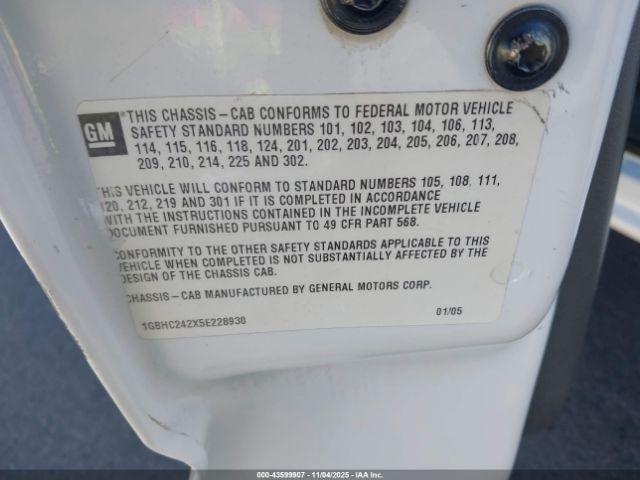 GM
THIS CHASSIS-CAB CONFORMS TO FEDERAL MOTOR VEHICLE
SAFETY STANDARD NUMBERS 101, 102, 103, 104, 106, 113,
114, 115, 116, 118, 124, 201, 202, 203, 204, 205, 206, 207, 208,
209, 210, 214, 225 AND 302.
THIS VEHICLE WILL CONFORM TO STANDARD NUMBERS 105, 108, 111,
120, 212, 219 AND 301 IF IT IS COMPLETED IN ACCORDANCE
WITH THE INSTRUCTIONS CONTAINED IN THE INCOMPLETE VEHICLE
DOCUMENT FURNISHED PURSUANT TO 49 CFR PART 568.
CONFORMITY TO THE OTHER SAFETY STANDARDS APPLICABLE TO THIS
VEHICLE WHEN COMPLETED IS NOT SUBSTANTIALLY AFFECTED BY THE
DESIGN OF THE CHASSIS CAB.
CHASSIS-CAB MANUFACTURED BY GENERAL MOTORS CORP.
1GBHC242X5E228930 01/05
000-43599907 - 11/04/2025 - Copyright © IAA All Rights Reserved.